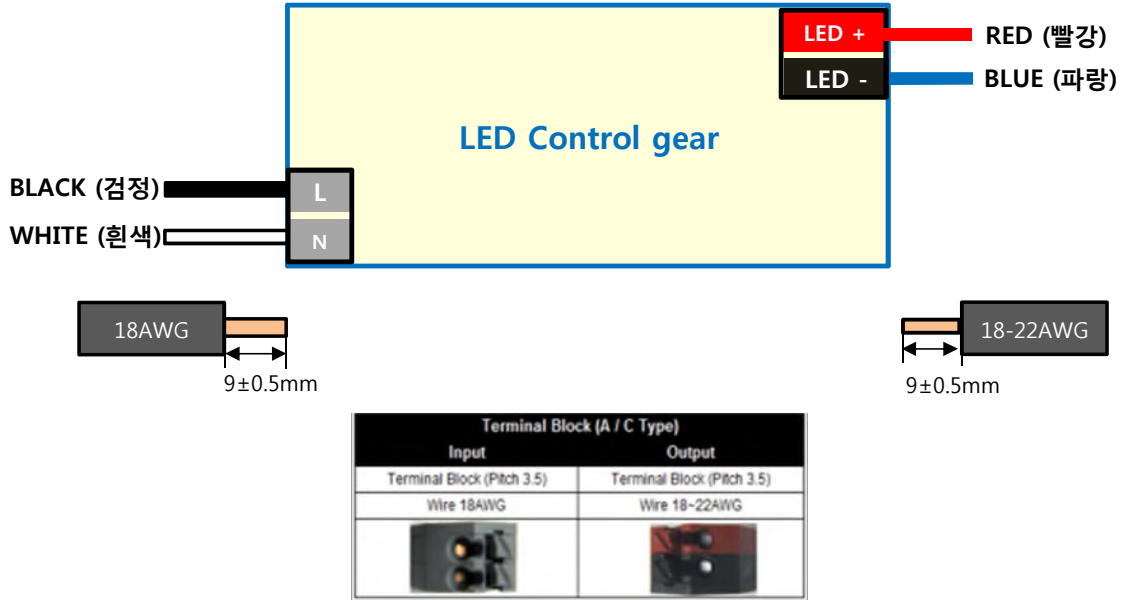 LED +
RED (빨강)
LED -
BLUE (파랑)
LED Control gear
BLACK (검정)
L
WHITE (흰색)
N
18AWG
18-22AWG
9±0.5mm
9±0.5mm
Terminal Block (A / C Type)
Input Output
Terminal Block (Pitch 3.5) Terminal Block (Pitch 3.5)
Wire 18AWG Wire 18~22AWG